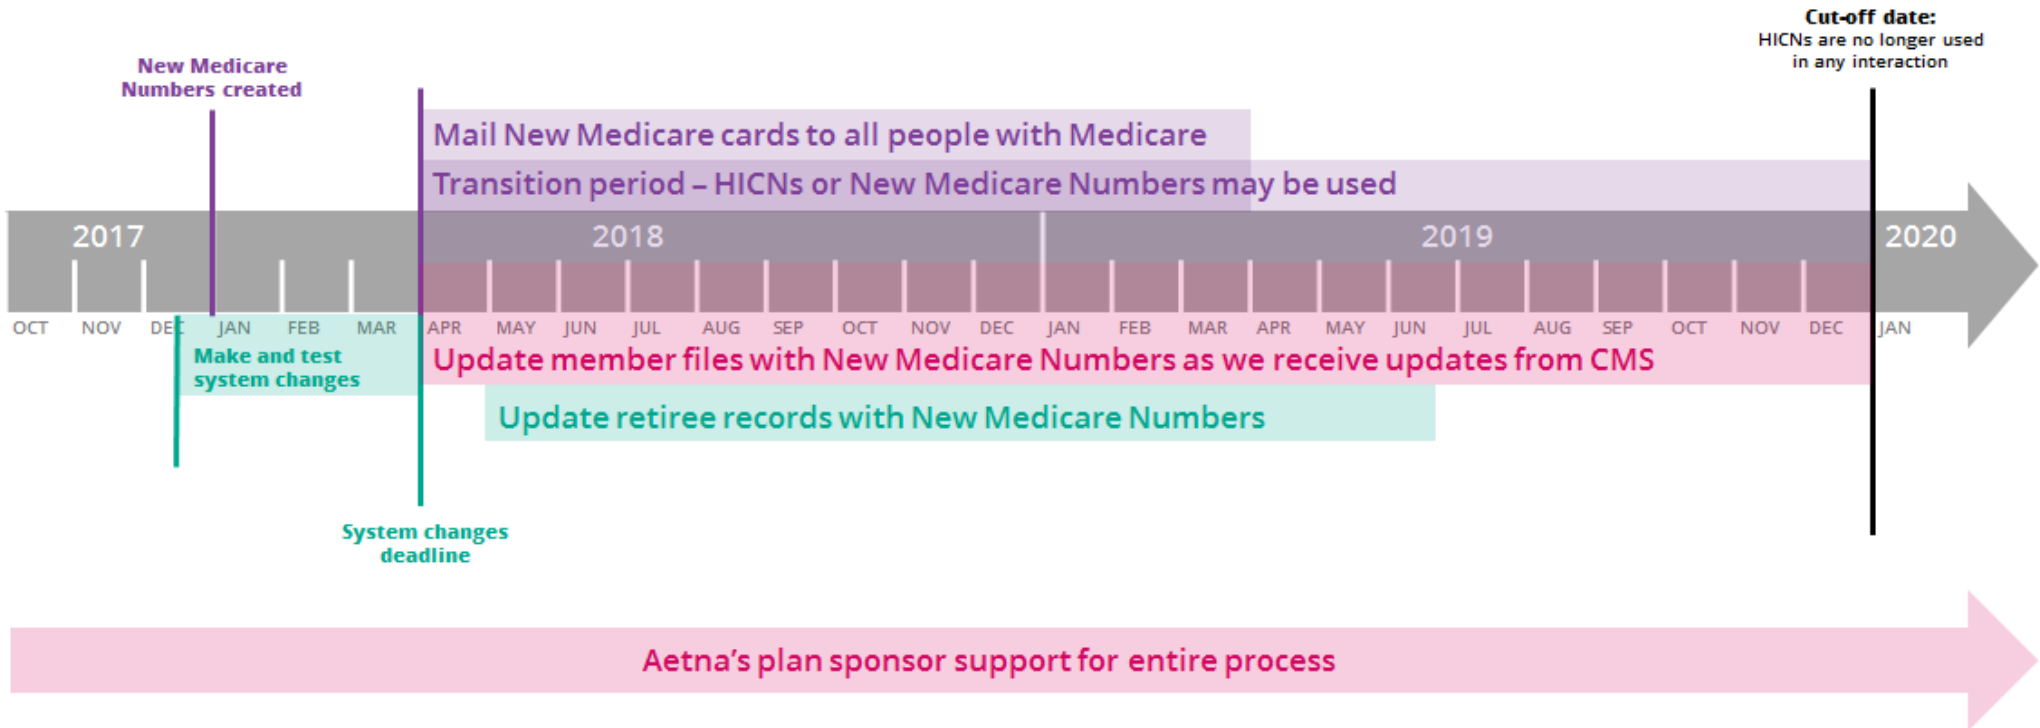 Cut-off date:
HICNs are no longer used
in any interaction
New Medicare
Numbers created
Mail New Medicare cards to all people with Medicare
Transition period – HICNs or New Medicare Numbers may be used
2017 2018 2019 2020
OCT NOV DEC JAN FEB MAR APR MAY JUN JUL AUG SEP OCT NOV DEC JAN FEB MAR APR MAY JUN JUL AUG SEP OCT NOV DEC JAN
Make and test
system changes
Update member files with New Medicare Numbers as we receive updates from CMS
Update retiree records with New Medicare Numbers
System changes
deadline
Aetna's plan sponsor support for entire process